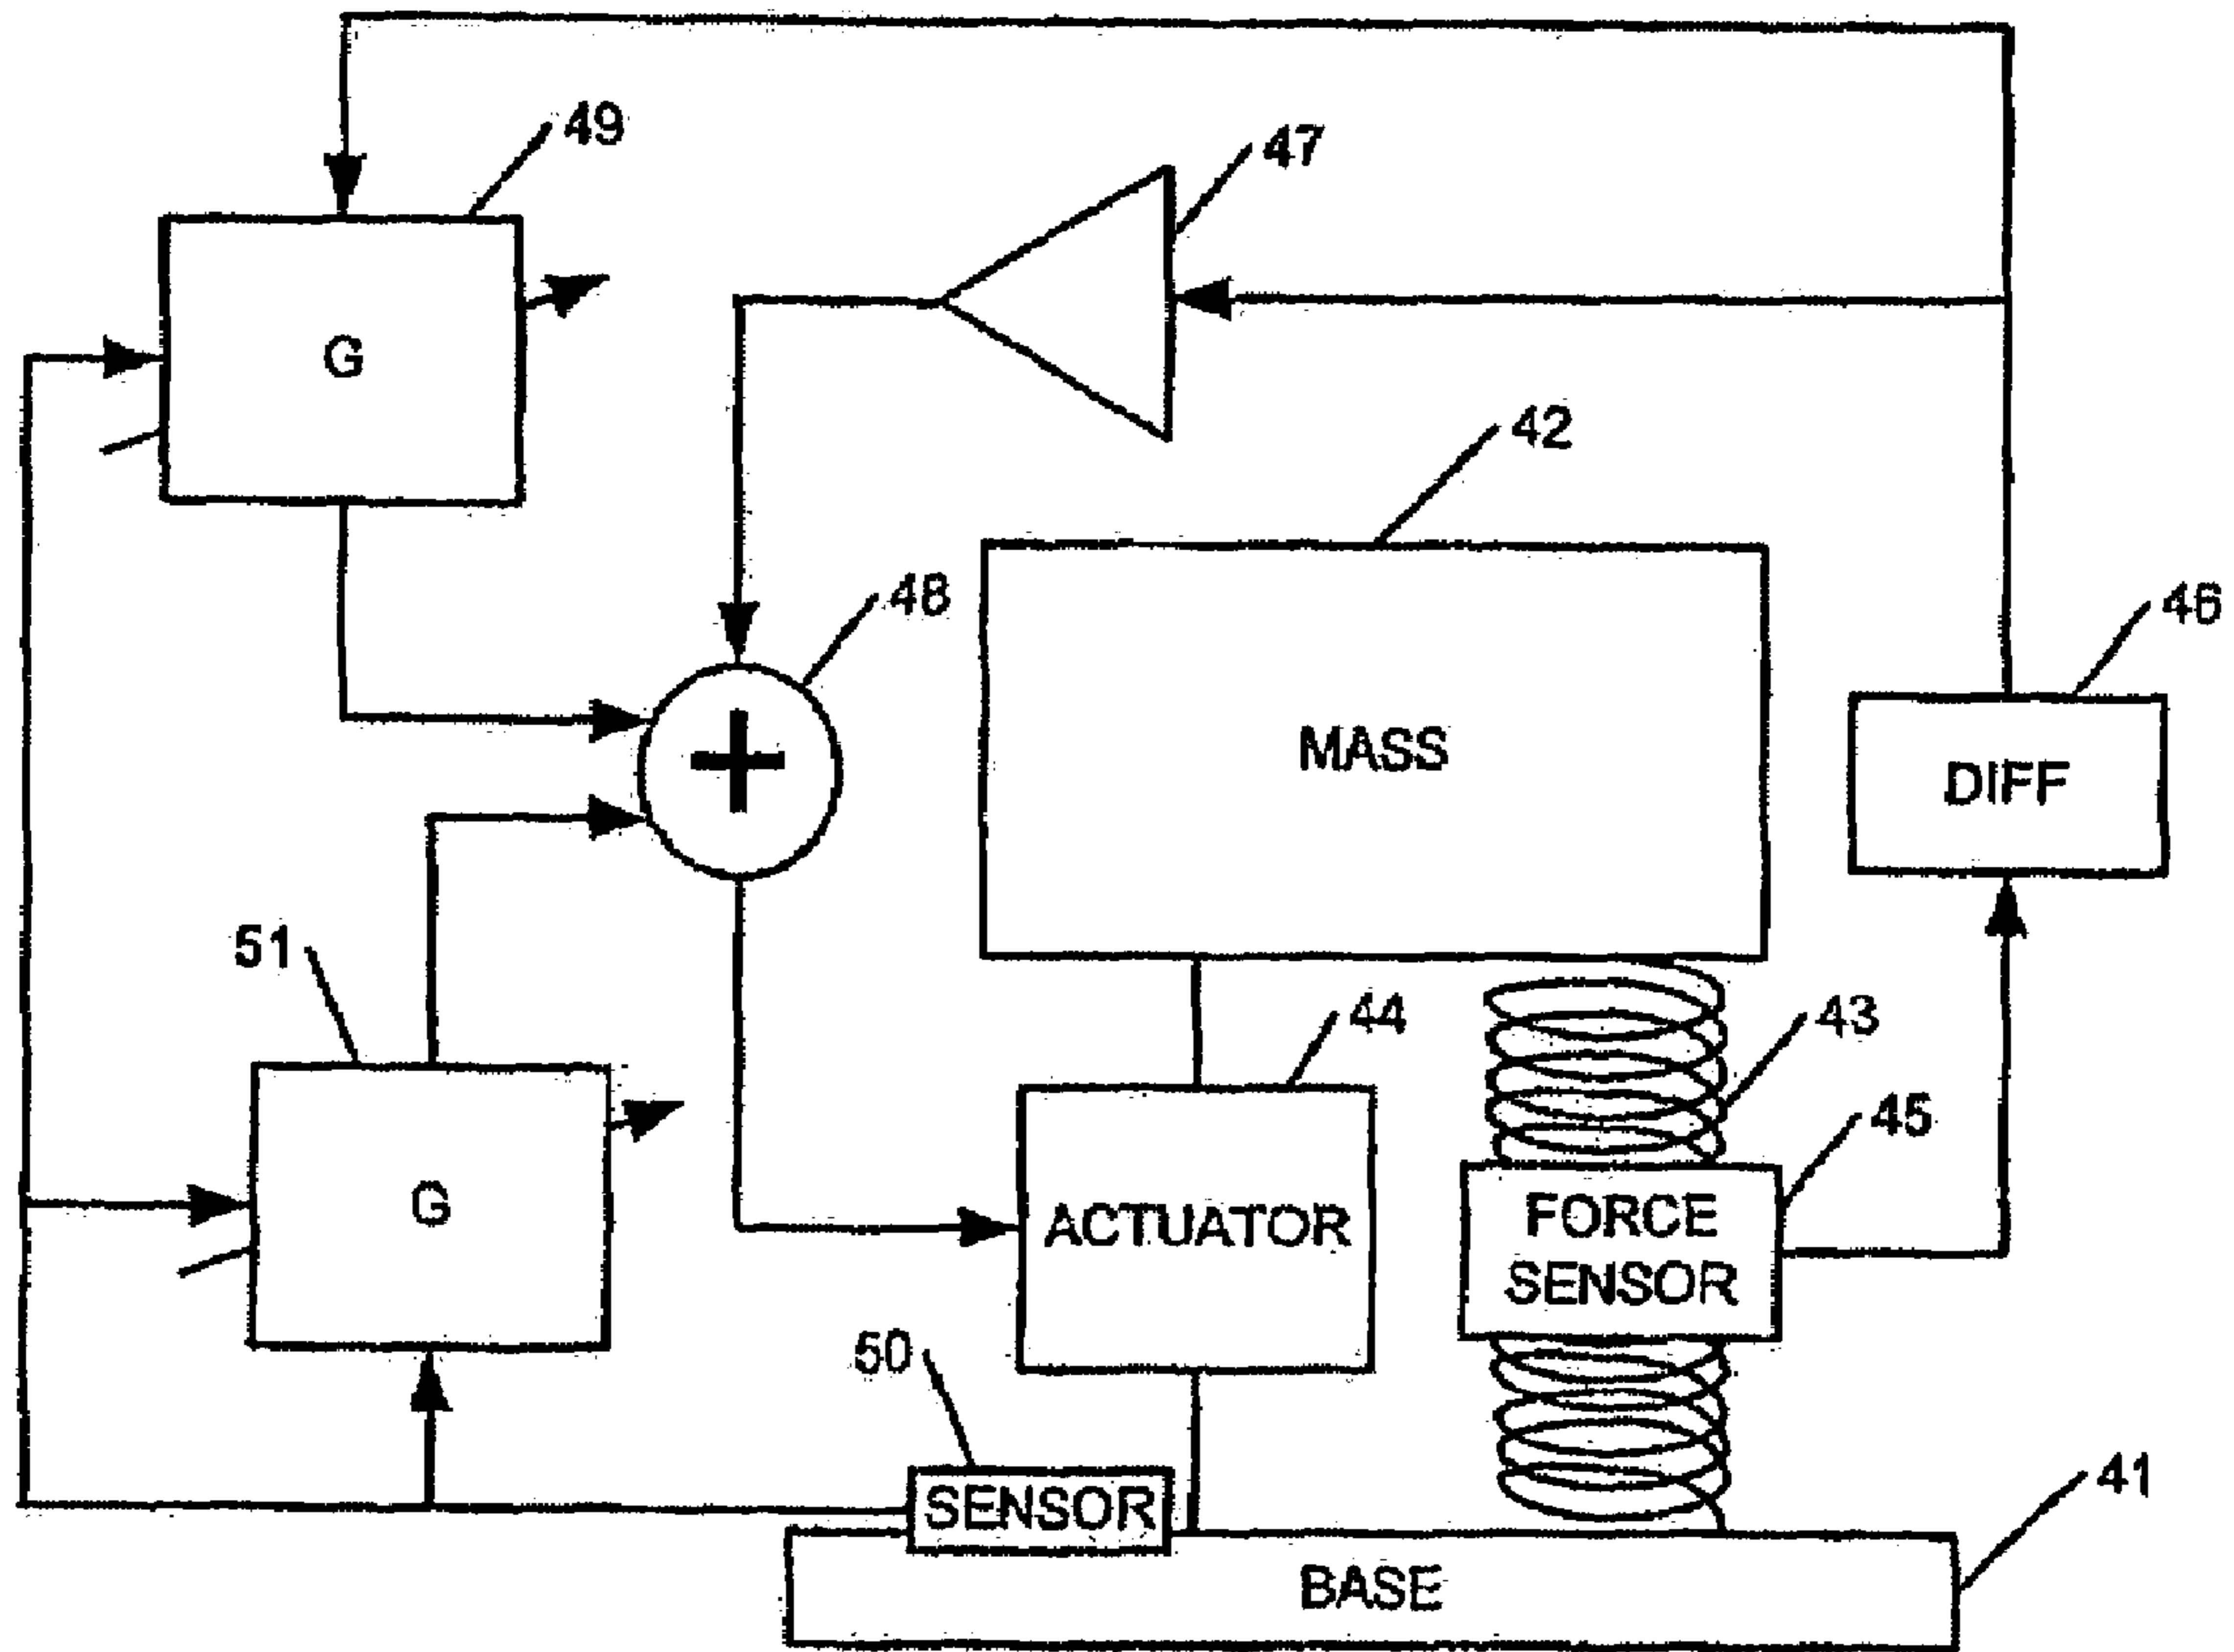 49
47
G
42
48
46
MASS
DIFF
51
44
43
45
G
ACTUATOR
FORCE
SENSOR
50
SENSOR
41
BASE